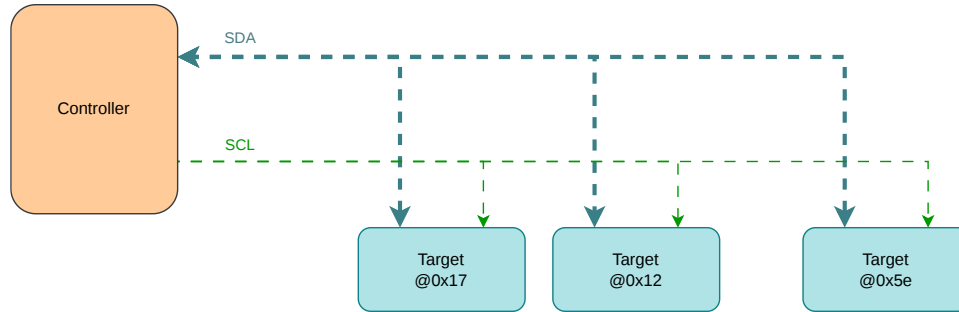 SDA
Controller
SCL
Target
@0x17
Target
@0x12
Target
@0x5e